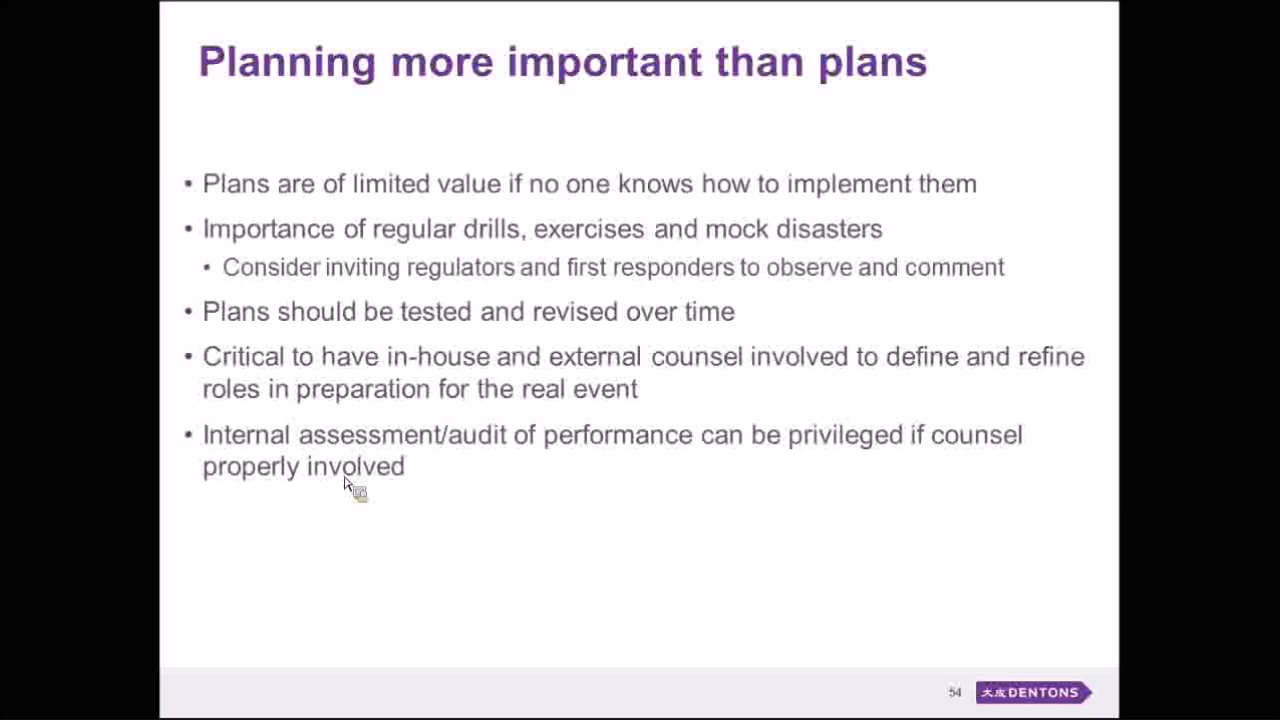 Planning more important than plans
• Plans are of limited value if no one knows how to implement them
• Importance of regular drills, exercises and mock disasters
• Consider inviting regulators and first responders to observe and comment
• Plans should be tested and revised over time
• Critical to have in-house and external counsel involved to define and refine
roles in preparation for the real event
• Internal assessment/audit of performance can be privileged if counsel
properly involved
54
大成 DENTONS